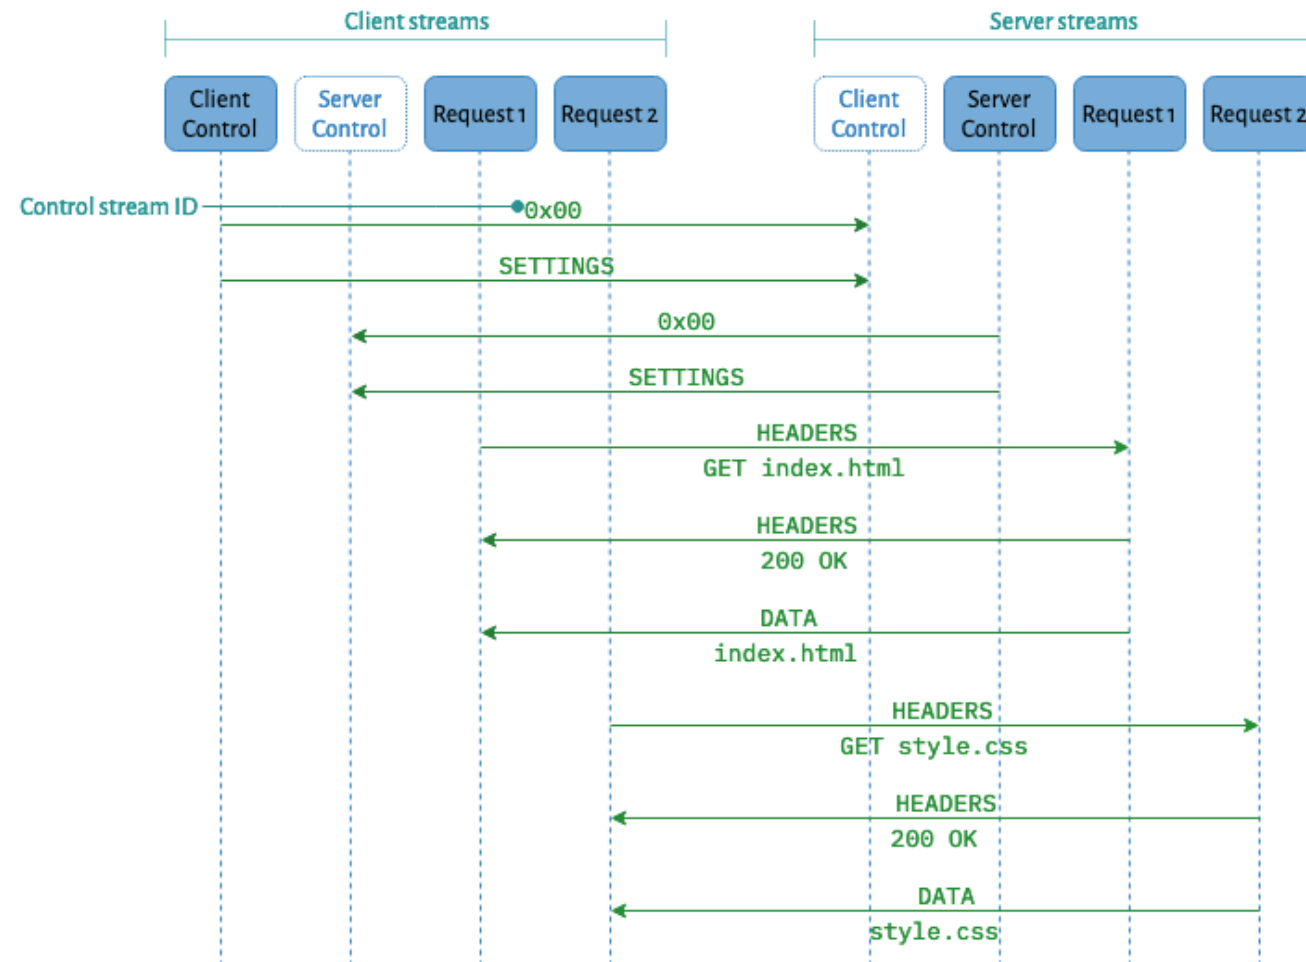 Client streams
Server streams
Client
Control
Server
Control
Request 1
Request 2
Client
Control
Server
Control
Request 1
Request 2
Control stream ID
0x00
SETTINGS
0x00
SETTINGS
HEADERS
GET index.html
HEADERS
200 OK
DATA
index.html
HEADERS
GET style.css
HEADERS
200 OK
DATA
style.css